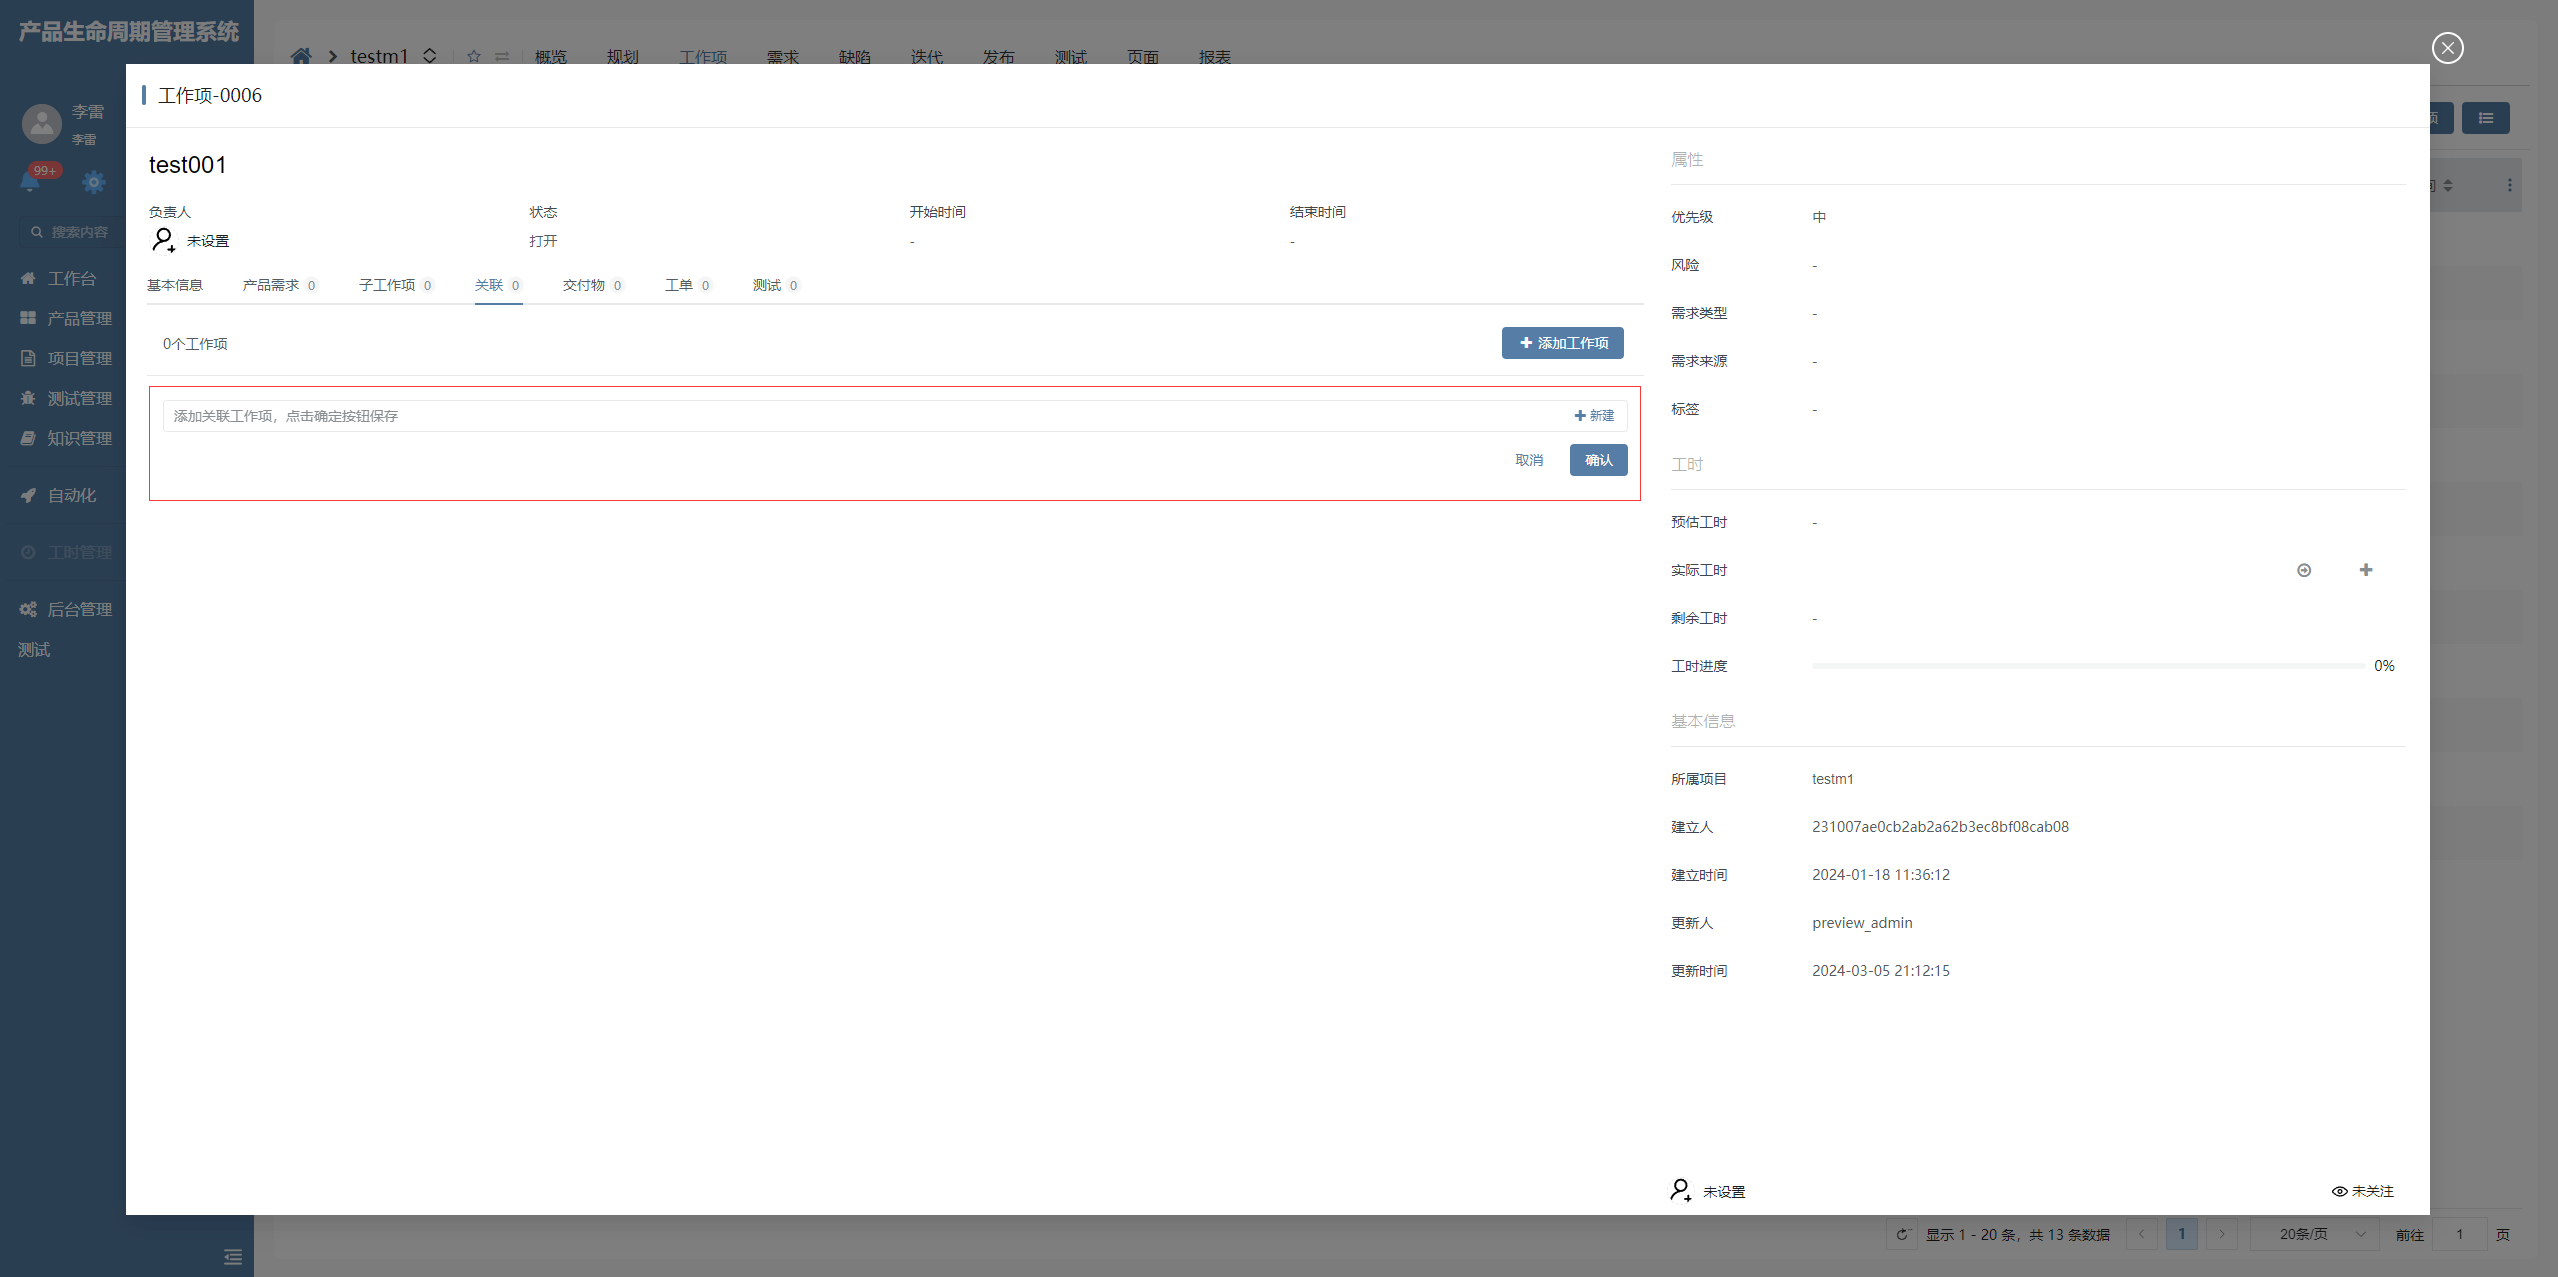 产品生命周期管理系统
testm1
概览
规划
工作项
需求
缺陷
迭代
发布
测试
页面
报表
李雷
李雷
99+
搜索内容
工作台
产品管理
项目管理
测试管理
知识管理
自动化
工时管理
后台管理
测试
工作项-0006
test001
负责人
状态
开始时间
结束时间
未设置
打开
-
-
基本信息
产品需求 0
子工作项 0
关联 0
交付物 0
工单 0
测试 0
0个工作项
添加工作项
添加关联工作项，点击确定按钮保存
新建
取消
确认
属性
优先级 中
风险 -
需求类型 -
需求来源 -
标签 -
工时
预估工时 -
实际工时
剩余工时 -
工时进度 0%
基本信息
所属项目 testm1
建立人 231007ae0cb2ab2a62b3ec8bf08cab08
建立时间 2024-01-18 11:36:12
更新人 preview_admin
更新时间 2024-03-05 21:12:15
未设置
未关注
显示 1 - 20 条，共 13 条数据
1
20条/页
前往 1 页